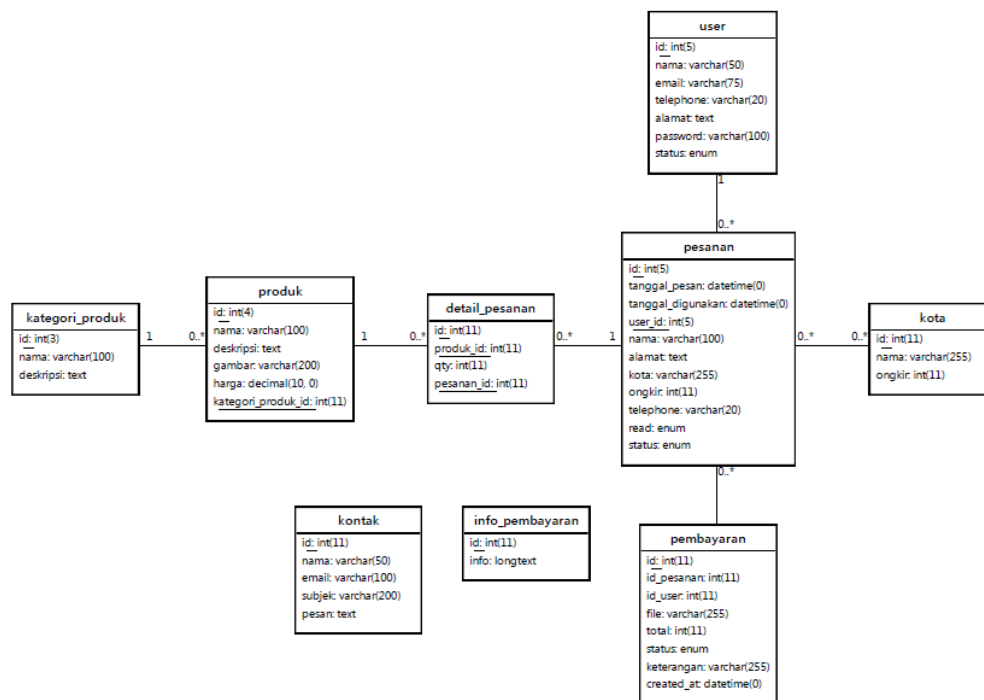 user
id: int(5)
nama: varchar(50)
email: varchar(75)
telephone: varchar(20)
alamat: text
password: varchar(100)
status: enum
1
0..*
pesanan
id: int(5)
tanggal_pesan: datetime(0)
tanggal_digunakan: datetime(0)
user_id: int(5)
nama: varchar(100)
alamat: text
kota: varchar(255)
ongkir: int(11)
telephone: varchar(20)
read: enum
status: enum
kategori_produk
id: int(3)
nama: varchar(100)
deskripsi: text
1
0..*
produk
id: int(4)
nama: varchar(100)
deskripsi: text
gambar: varchar(200)
harga: decimal(10, 0)
kategori_produk_id: int(11)
1
0..*
detail_pesanan
id: int(11)
produk_id: int(11)
qty: int(11)
pesanan_id: int(11)
0..*
1
0..*
0..*
kota
id: int(11)
nama: varchar(255)
ongkir: int(11)
0..*
kontak
id: int(11)
nama: varchar(50)
email: varchar(100)
subjek: varchar(200)
pesan: text
info_pembayaran
id: int(11)
info: longtext
pembayaran
id: int(11)
id_pesanan: int(11)
id_user: int(11)
file: varchar(255)
total: int(11)
status: enum
keterangan: varchar(255)
created_at: datetime(0)